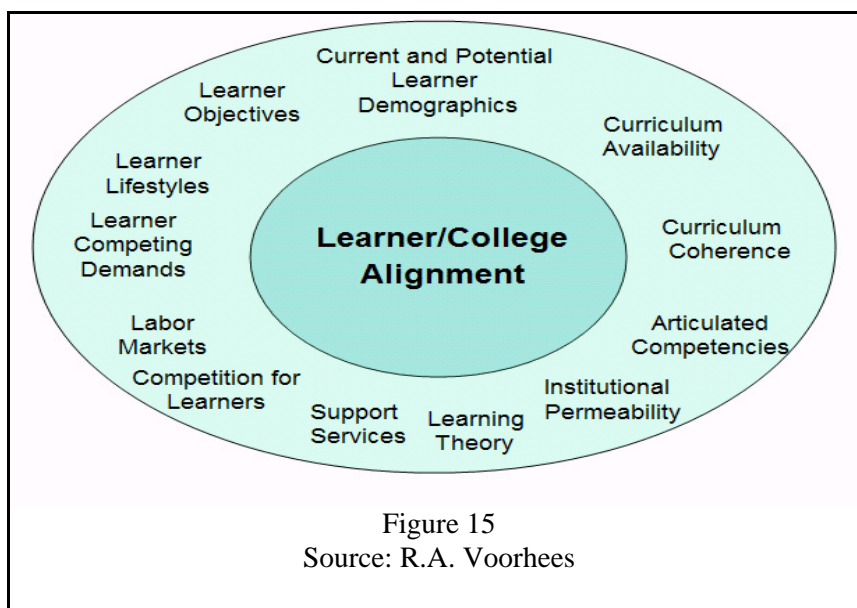 Current and Potential
Learner
Demographics
Learner
Objectives
Curriculum
Availability
Learner
Lifestyles
Learner
Competing
Demands
Learner/College
Alignment
Curriculum
Coherence
Labor
Markets
Articulated
Competencies
Competition for
Learners
Support
Services
Learning
Theory
Institutional
Permeability
Figure 15
Source: R.A. Voorhees